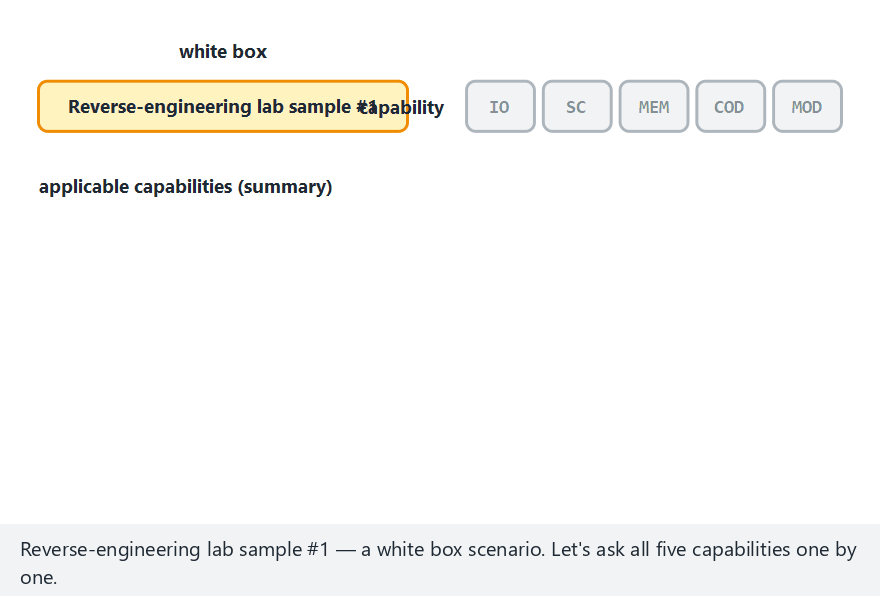 white box
Reverse-engineering lab sample #1
capability
IO
SC
MEM
COD
MOD
applicable capabilities (summary)
Reverse-engineering lab sample #1 — a white box scenario. Let's ask all five capabilities one by
one.